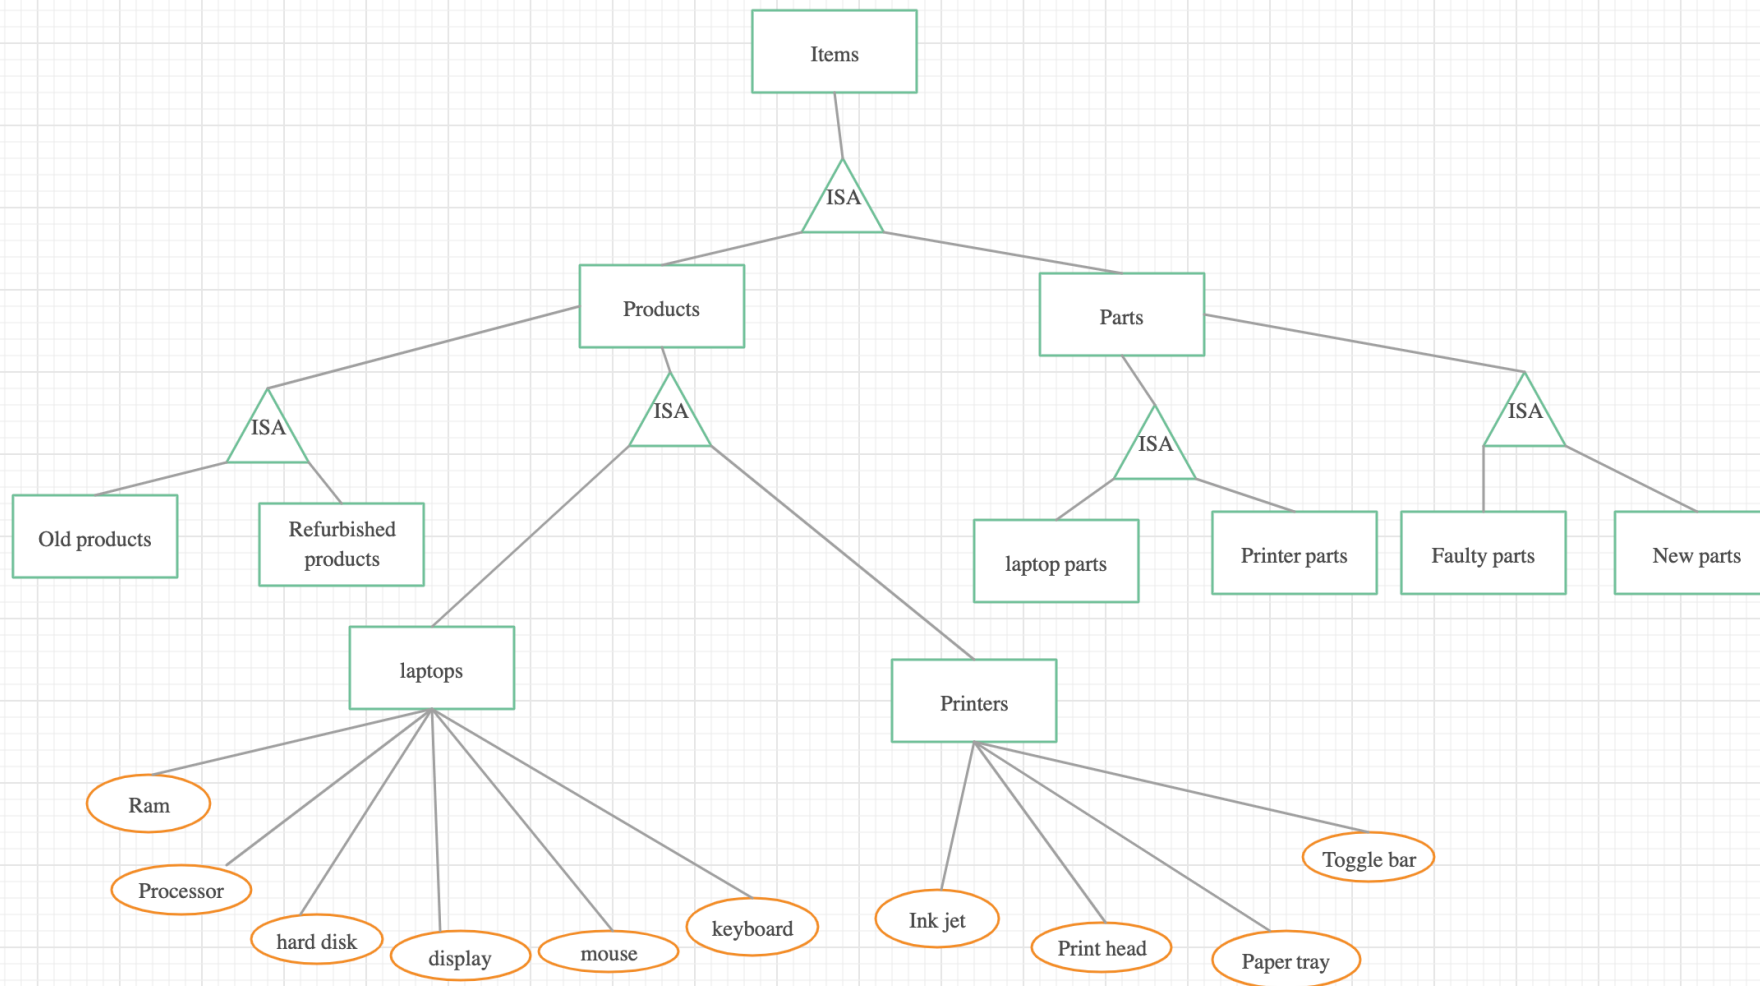 Items
ISA
Products
Parts
ISA
ISA
ISA
ISA
Old products
Refurbished
products
laptop parts
Printer parts
Faulty parts
New parts
laptops
Printers
Ram
Processor
hard disk
display
mouse
keyboard
Ink jet
Print head
Paper tray
Toggle bar